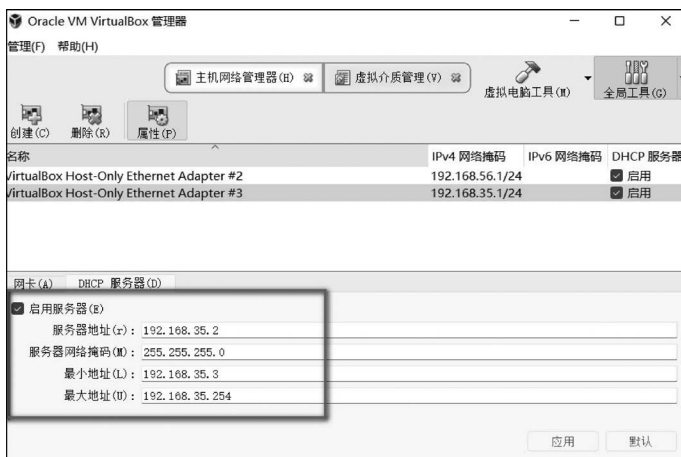 Oracle VM VirtualBox 管理器
管理(F) 帮助(H)
主机网络管理器(H) 虚拟介质管理(V)
虚拟电脑工具(M) 全局工具(G)
创建(C) 删除(R) 属性(P)
名称 IPv4 网络掩码 IPv6 网络掩码 DHCP 服务器
VirtualBox Host-Only Ethernet Adapter #2 192.168.56.1/24 启用
VirtualBox Host-Only Ethernet Adapter #3 192.168.35.1/24 启用
网卡(A) DHCP 服务器(D)
启用服务器(E)
服务器地址(r): 192.168.35.2
服务器网络掩码(M): 255.255.255.0
最小地址(L): 192.168.35.3
最大地址(U): 192.168.35.254
应用 默认